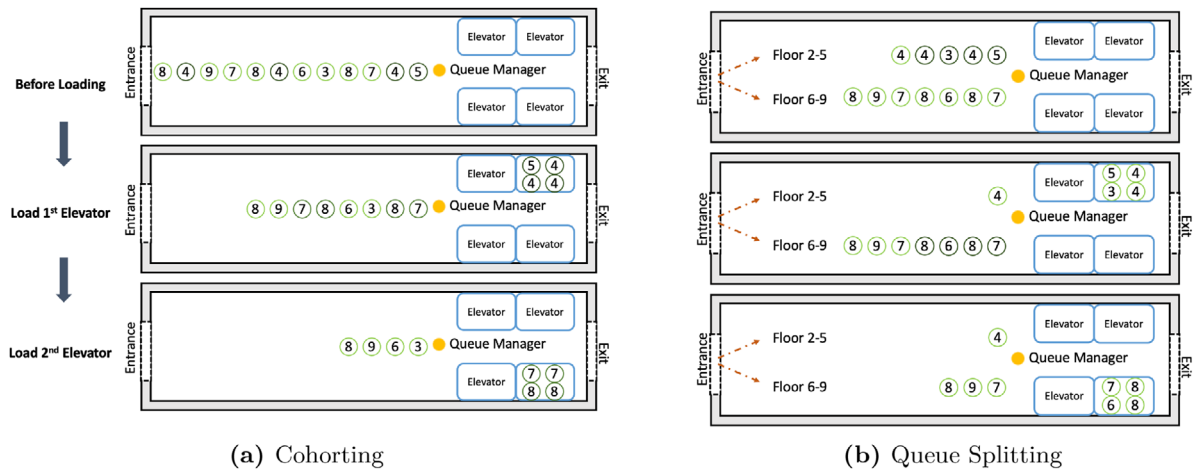 Before Loading
Entrance
8 4 9 7 8 4 6 3 8 7 4 5
Queue Manager
Elevator Elevator
Elevator Elevator
Exit
Load 1st Elevator
Entrance
8 9 7 8 6 3 8 7
Queue Manager
Elevator
5 4
4 4
Elevator Elevator
Exit
Load 2nd Elevator
Entrance
8 9 6 3
Queue Manager
Elevator Elevator
Elevator
7 7
8 8
Exit
(a) Cohorting
Entrance
Floor 2-5
4 4 3 4 5
Floor 6-9
8 9 7 8 6 8 7
Queue Manager
Elevator Elevator
Elevator Elevator
Exit
Entrance
Floor 2-5
4
Floor 6-9
8 9 7 8 6 8 7
Queue Manager
Elevator
5 4
3 4
Elevator Elevator
Exit
Entrance
Floor 2-5
4
Floor 6-9
8 9 7
Queue Manager
Elevator Elevator
Elevator
7 8
6 8
Exit
(b) Queue Splitting